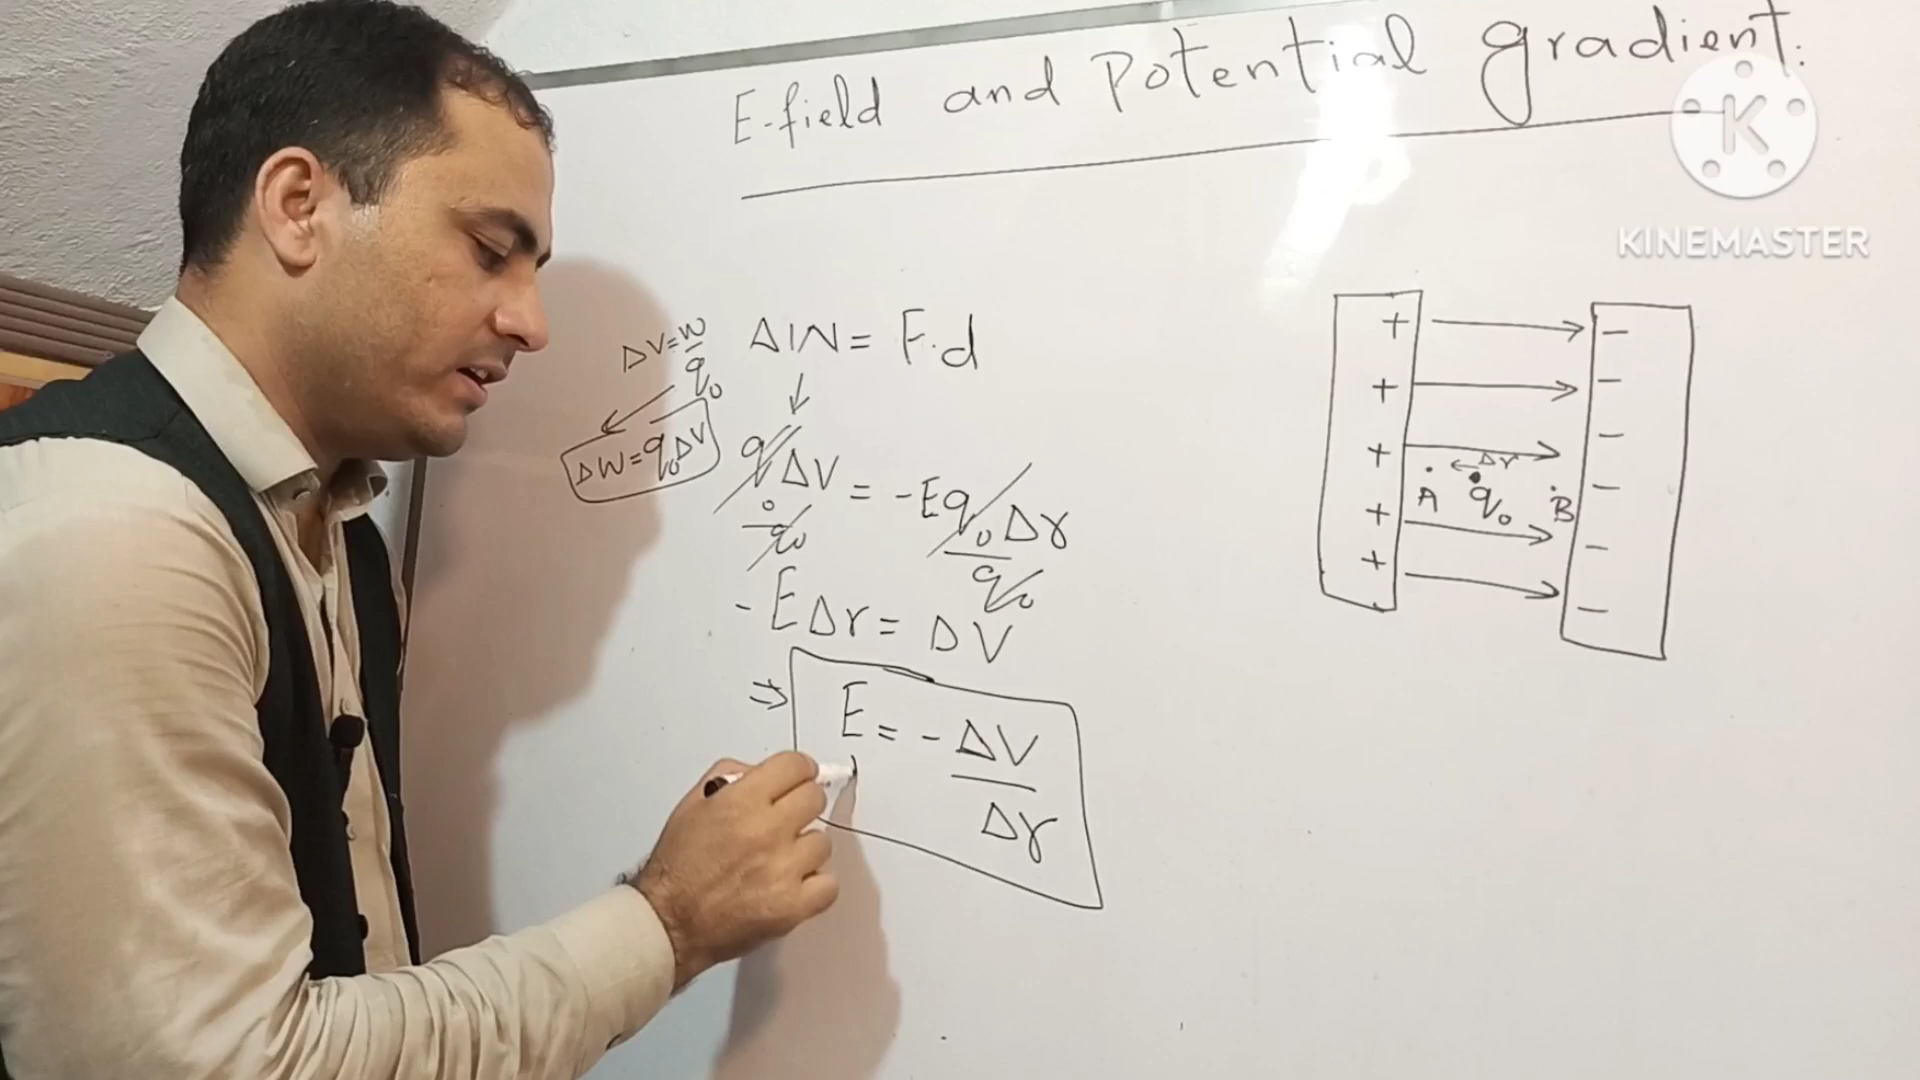 E-field and Potential gradient.
K
KINEMASTER
ΔV = W/q₀
ΔW = F.d
ΔW = q₀ΔV
q₀ΔV/q₀ = -Eq₀Δr/q₀
-EΔr = ΔV
⇒ E = -ΔV/Δr
+ −
+ −
+ −
Δr
A q₀ B
−
+
+ −
−